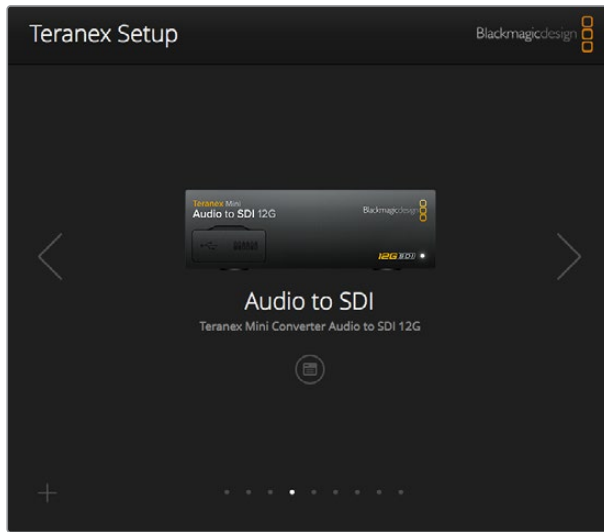 Teranex Setup
Blackmagicdesign
Teranex Mini
Audio to SDI 12G
Blackmagicdesign
12G SDI
Audio to SDI
Teranex Mini Converter Audio to SDI 12G